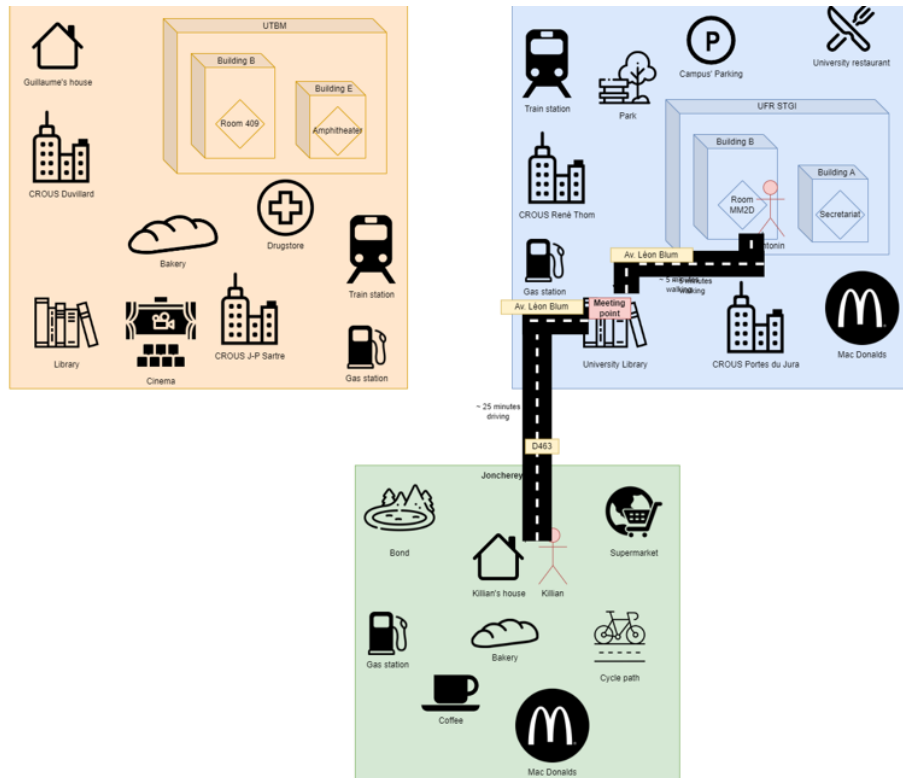 UTBM
Building B
Building E
Room 409
Amphitheater
Guillaume's house
CROUS Duvillard
Bakery
Drugstore
Train station
Library
Cinema
CROUS J-P Sartre
Gas station
Train station
Park
Campus' Parking
University restaurant
UFR STGI
Building B
Building A
Room
MM2D
Secretariat
CROUS René Thom
Gas station
Av. Léon Blum
~ 5 minutes
walking
Av. Léon Blum
Meeting
point
University Library
CROUS Portes du Jura
Mac Donalds
~ 25 minutes
driving
D463
Joncherey
Bond
Killian's house
Killian
Supermarket
Gas station
Bakery
Cycle path
Coffee
Mac Donalds